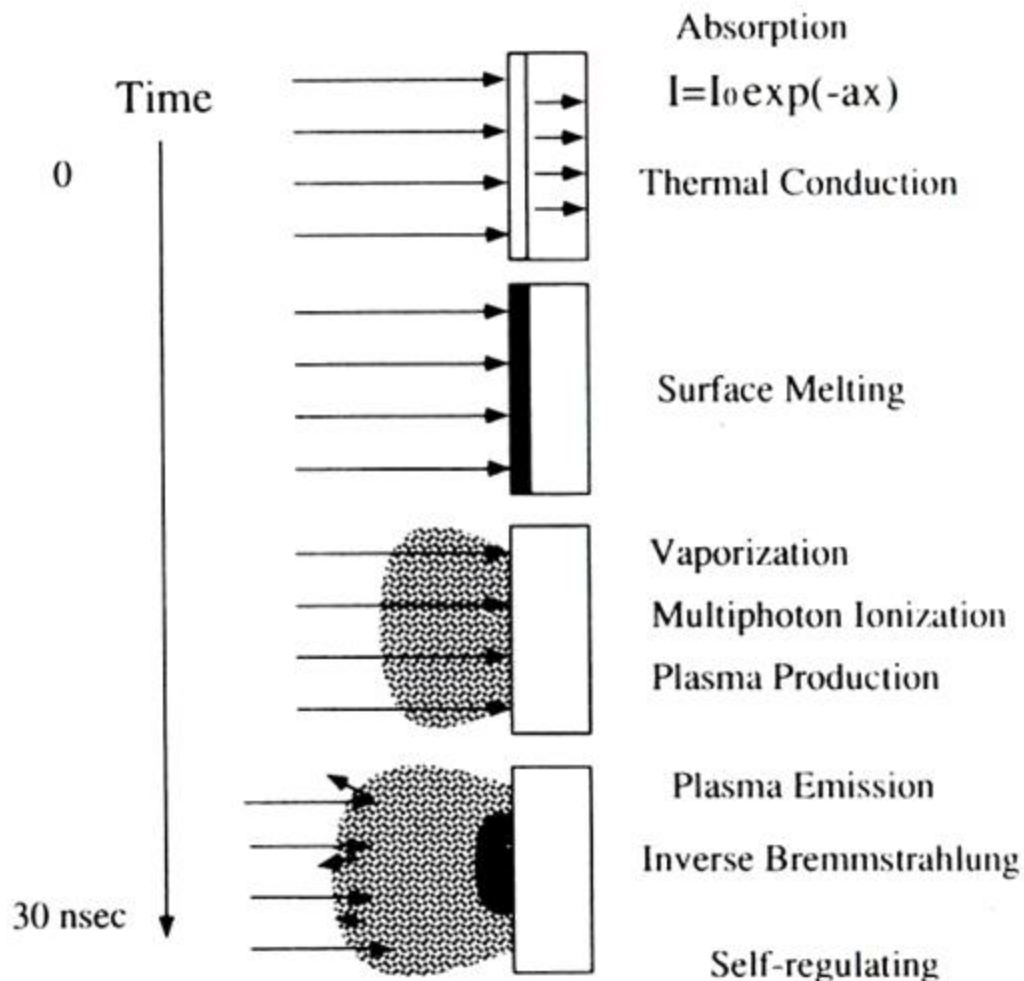 Absorption
I=I₀exp(-ax)
Time
0
Thermal Conduction
Surface Melting
Vaporization
Multiphoton Ionization
Plasma Production
Plasma Emission
Inverse Bremmstrahlung
30 nsec
Self-regulating